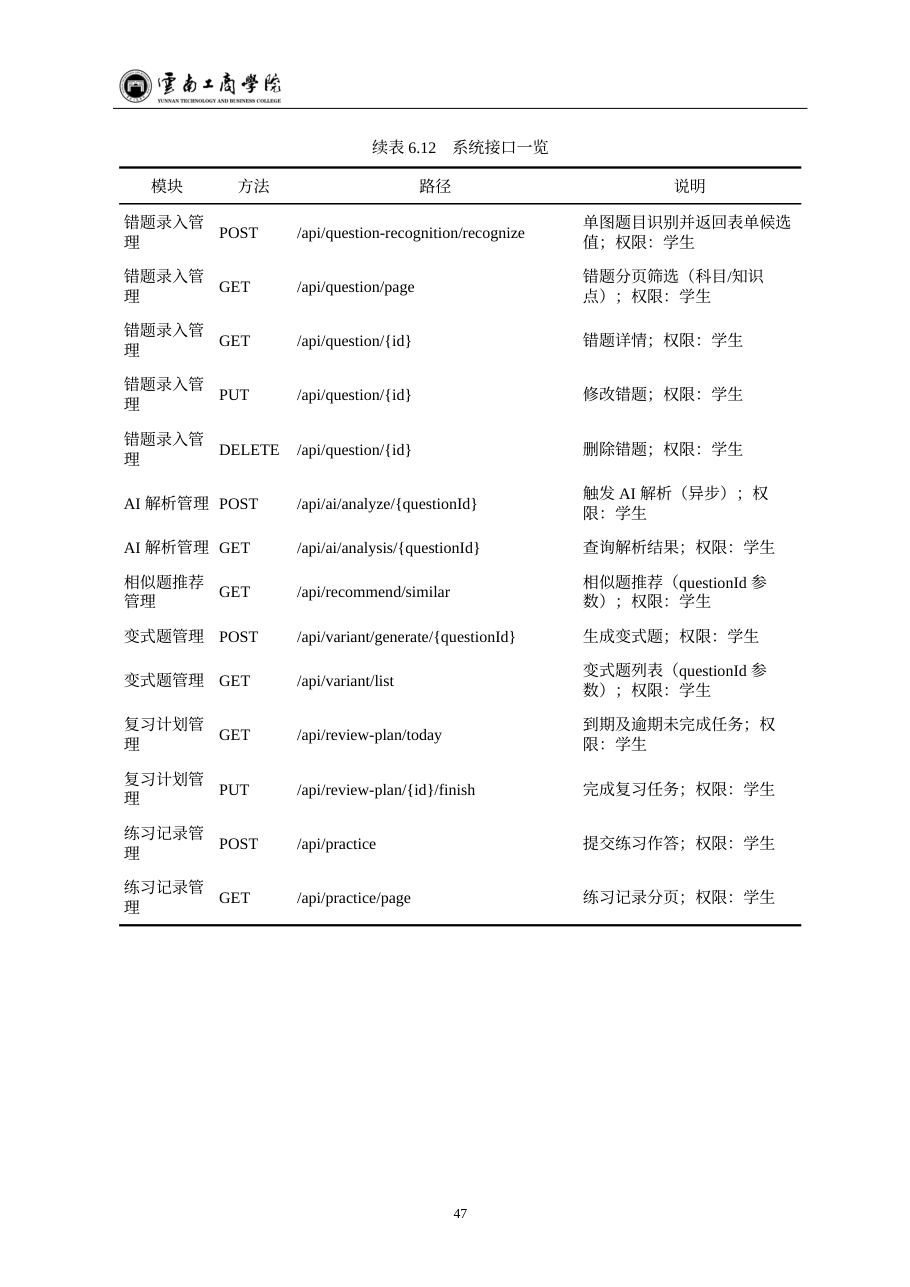 雲南工商學院
YUNNAN TECHNOLOGY AND BUSINESS COLLEGE
续表 6.12 系统接口一览
模块 方法 路径 说明
错题录入管
理
POST /api/question-recognition/recognize
单图题目识别并返回表单候选
值；权限：学生
错题录入管
理
GET /api/question/page
错题分页筛选（科目/知识
点）；权限：学生
错题录入管
理
GET /api/question/{id} 错题详情；权限：学生
错题录入管
理
PUT /api/question/{id} 修改错题；权限：学生
错题录入管
理
DELETE /api/question/{id} 删除错题；权限：学生
AI 解析管理 POST /api/ai/analyze/{questionId}
触发 AI 解析（异步）；权
限：学生
AI 解析管理 GET /api/ai/analysis/{questionId} 查询解析结果；权限：学生
相似题推荐
管理
GET /api/recommend/similar
相似题推荐（questionId 参
数）；权限：学生
变式题管理 POST /api/variant/generate/{questionId} 生成变式题；权限：学生
变式题管理 GET /api/variant/list
变式题列表（questionId 参
数）；权限：学生
复习计划管
理
GET /api/review-plan/today
到期及逾期未完成任务；权
限：学生
复习计划管
理
PUT /api/review-plan/{id}/finish 完成复习任务；权限：学生
练习记录管
理
POST /api/practice 提交练习作答；权限：学生
练习记录管
理
GET /api/practice/page 练习记录分页；权限：学生
47